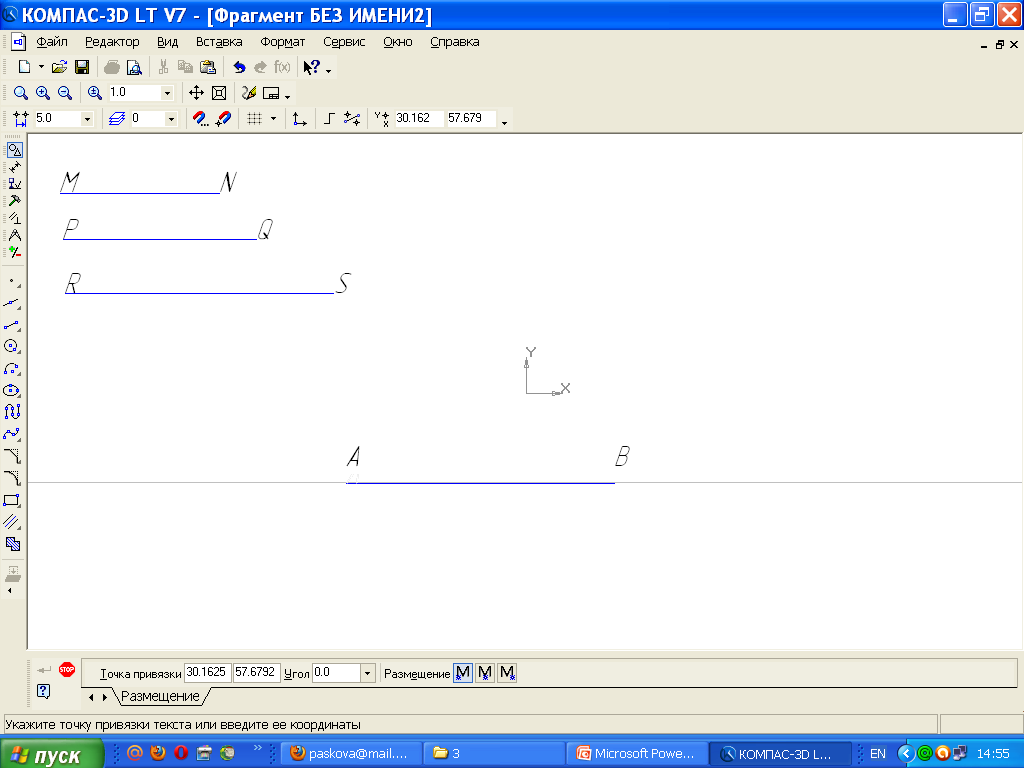 КОМПАС-3D LT V7 - [Фрагмент БЕЗ ИМЕНИ2]
Файл Редактор Вид Вставка Формат Сервис Окно Справка
f(x)
1.0
5.0 0 30.162 57.679
M N
P Q
R S
Y
X
A B
STOP Точка привязки 30.1625 57.6792 Угол 0.0 Размещение M M M
Размещение
Укажите точку привязки текста или введите ее координаты
пуск paskova@mail.... 3 Microsoft Powe... КОМПАС-3D L... EN 14:55